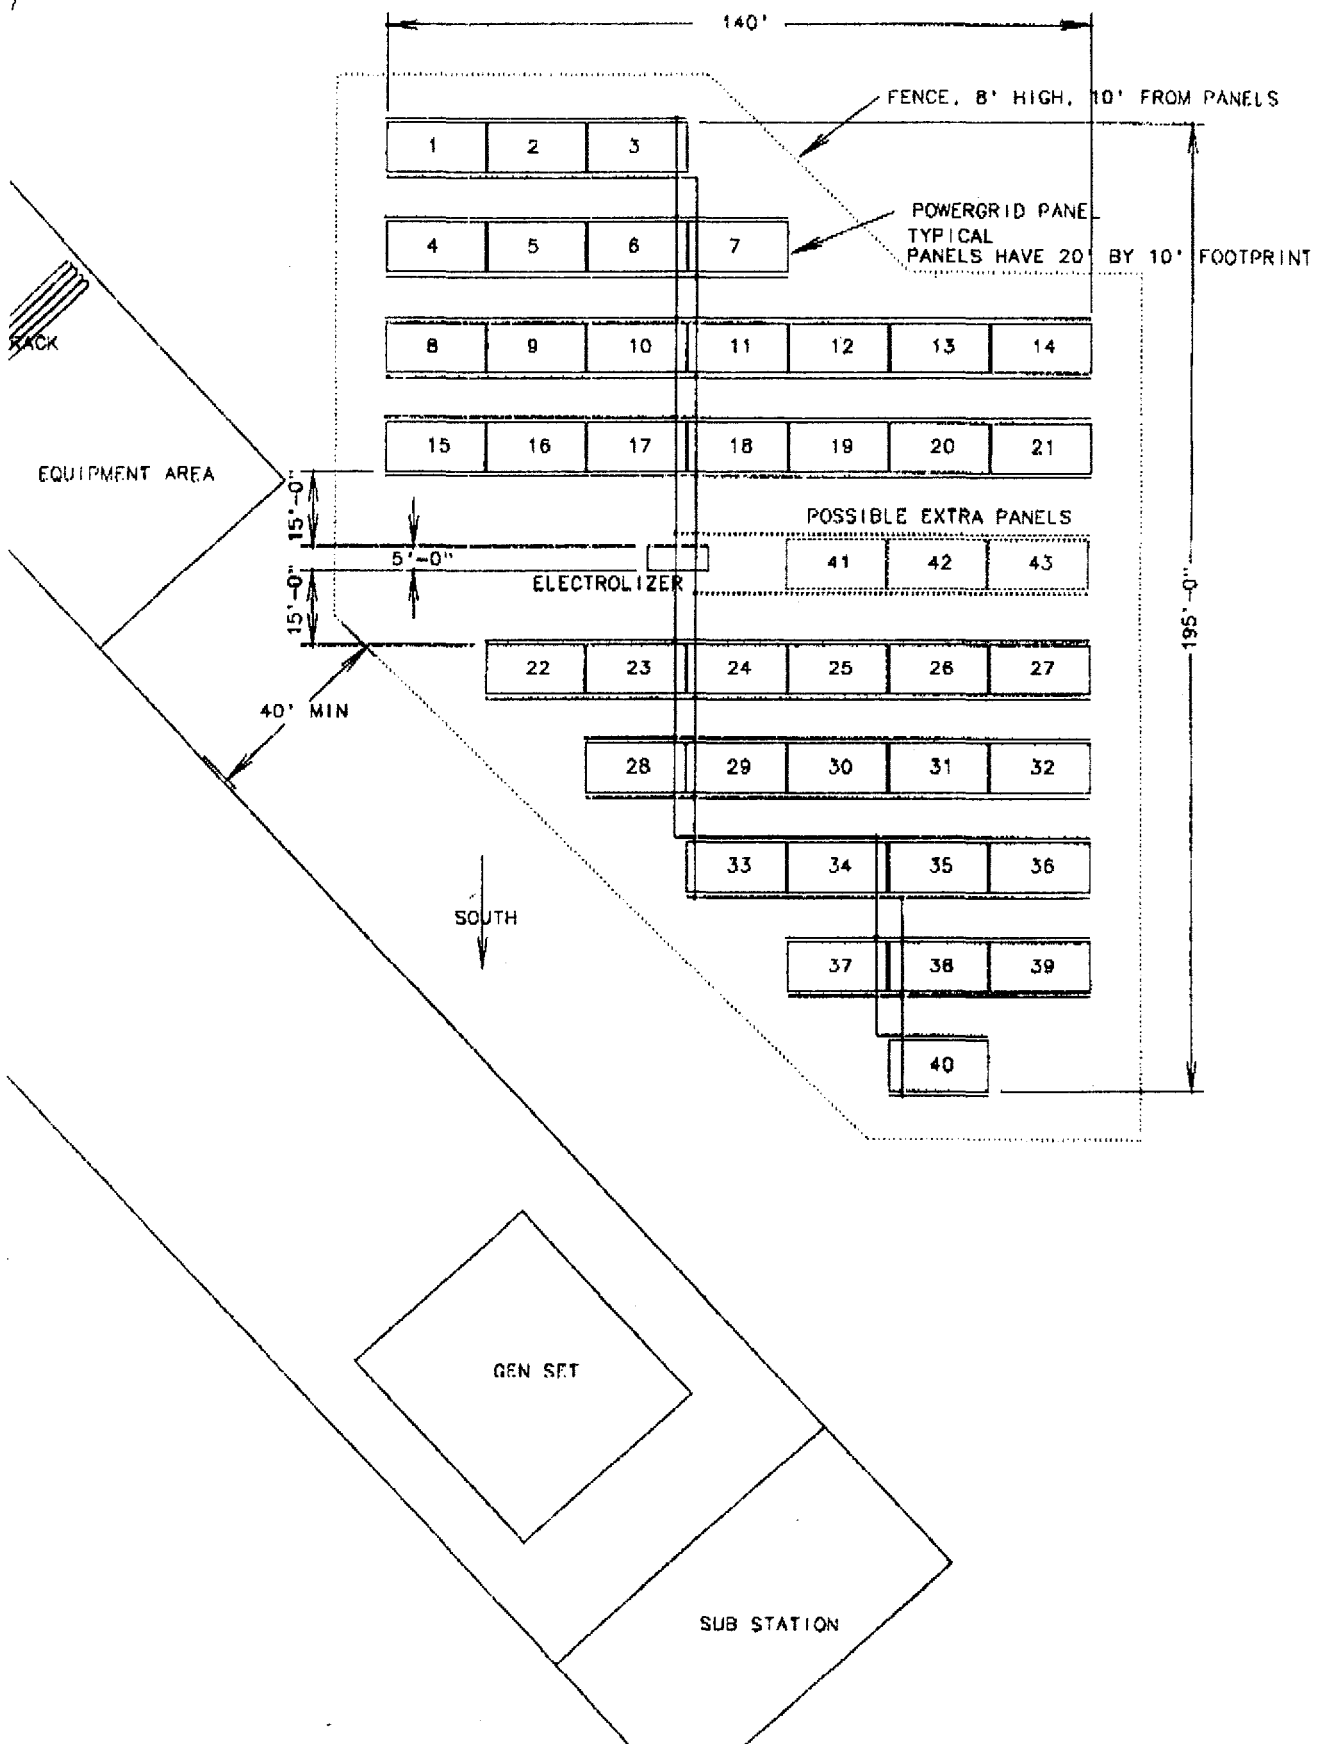 140'
FENCE, 8' HIGH, 10' FROM PANELS
1 2 3
POWERGRID PANEL
TYPICAL
PANELS HAVE 20' BY 10' FOOTPRINT
4 5 6 7
8 9 10 11 12 13 14
15 16 17 18 19 20 21
EQUIPMENT AREA
15'-0"
POSSIBLE EXTRA PANELS
5'-0"
41 42 43
ELECTROLIZER
15'-0"
195'-0"
22 23 24 25 26 27
40' MIN
28 29 30 31 32
33 34 35 36
SOUTH
37 38 39
40
GEN SET
SUB STATION